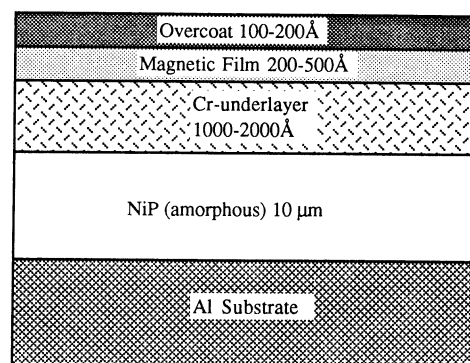 Overcoat 100-200Å
Magnetic Film 200-500Å
Cr-underlayer
1000-2000Å
NiP (amorphous) 10 μm
Al Substrate